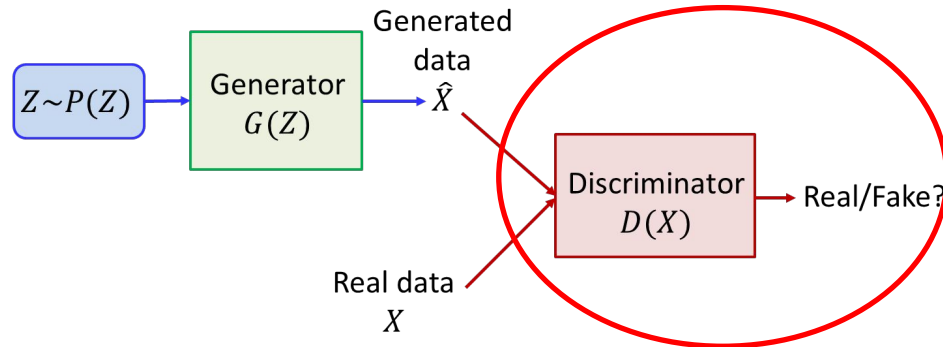 Z~P(Z)
Generator
G(Z)
Generated
data
X̂
Real data
X
Discriminator
D(X)
Real/Fake?